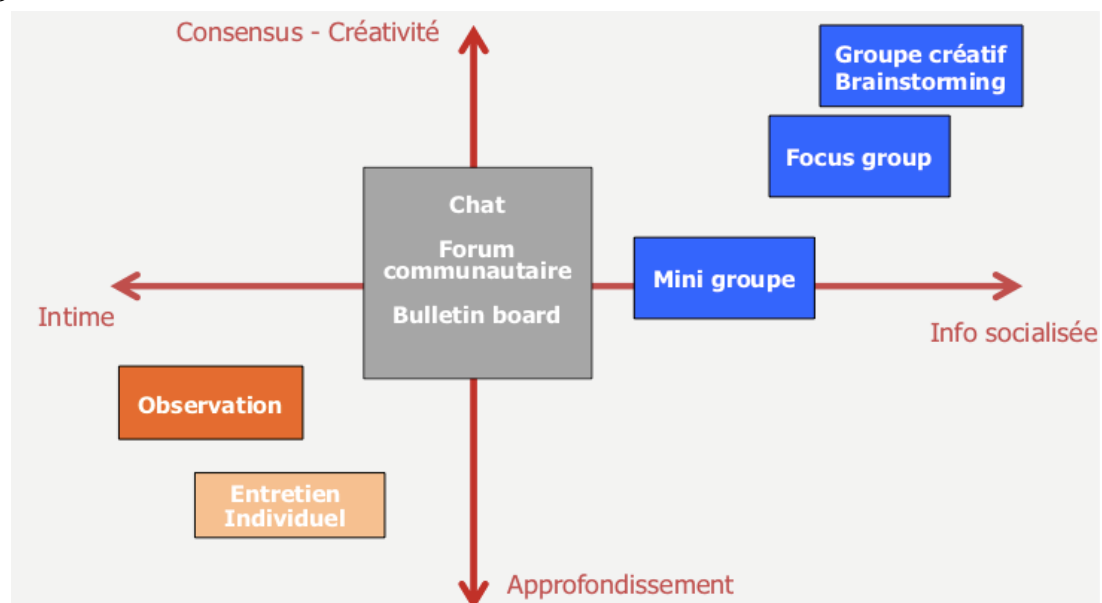 Consensus - Créativité
Groupe créatif
Brainstorming
Focus group
Chat
Forum
communautaire
Bulletin board
Mini groupe
Intime
Info socialisée
Observation
Entretien
Individuel
Approfondissement